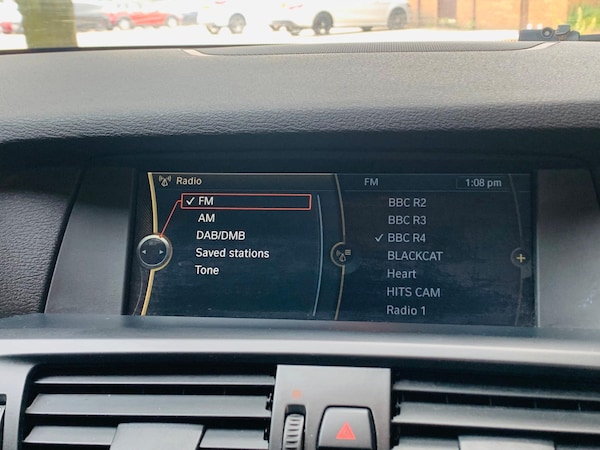 Radio
FM
AM
DAB/DMB
Saved stations
Tone
FM
1:08 pm
BBC R2
BBC R3
BBC R4
BLACKCAT
Heart
HITS CAM
Radio 1